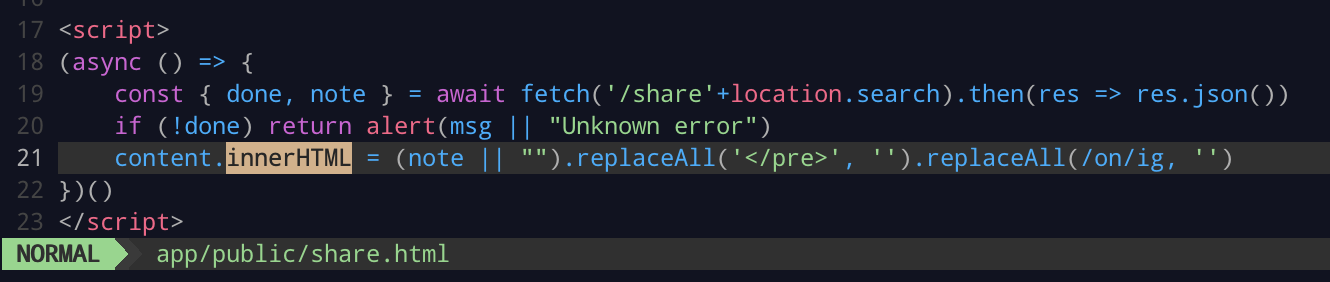 17 <script>
18 (async () => {
19     const { done, note } = await fetch('/share'+location.search).then(res => res.json())
20     if (!done) return alert(msg || "Unknown error")
21     content.innerHTML = (note || "").replaceAll('</pre>', '').replaceAll(/on/ig, '')
22 })()
23 </script>
NORMAL app/public/share.html